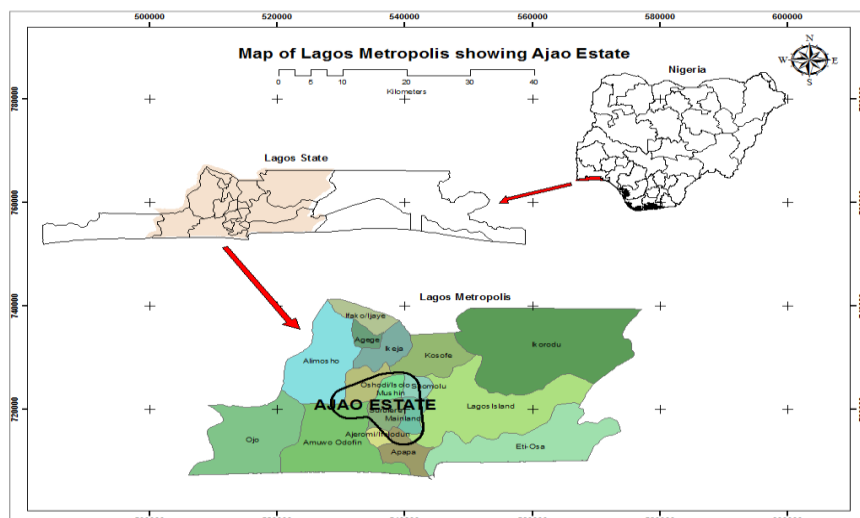 500000 520000 540000 560000 580000 600000
Map of Lagos Metropolis showing Ajao Estate
N
W E
S
0 5 10 20 30 40
Kilometers
Nigeria
780000
Lagos State
760000
740000
Lagos Metropolis
Ifako/Ijaye
Agege
Ikeja
Ikorodu
Kosofe
Alimosho
Oshodi/Isolo
Mushin
Shomolu
720000
AJAO ESTATE
Lagos Island
Surulere
Mainland
Ajeromi/Ifelodun
Ojo
Amuwo Odofin
Apapa
Eti-Osa